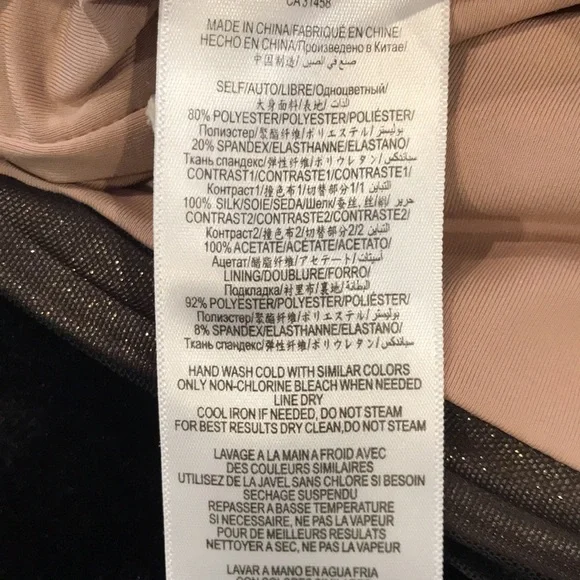 CA 31458
MADE IN CHINA/FABRIQUÉ EN CHINE/
HECHO EN CHINA/Произведено в Китае/
中国制造/ صنع في الصين/
SELF/AUTO/LIBRE/Одноцветный/
大身面料/表地/ الذات/
80% POLYESTER/POLYESTER/POLIÉSTER/
Полиэстер/聚酯纤维/ポリエステル/بوليستر/
20% SPANDEX/ELASTHANNE/ELASTANO/
Ткань спандекс/弹性纤维/ポリウレタン/سباندكس/
CONTRAST1/CONTRASTE1/CONTRASTE1/
Контраст1/撞色布1/切替部分1/1 التباين/
100% SILK/SOIE/SEDA/Шелк/蚕丝,丝/絹/ حرير/
CONTRAST2/CONTRASTE2/CONTRASTE2/
Контраст2/撞色布2/切替部分2/2 التباين/
100% ACETATE/ACÉTATE/ACETATO/
Ацетат/醋酯纤维/アセテート/أسيتات/
LINING/DOUBLURE/FORRO/
Подкладка/衬里布/裏地/البطانة/
92% POLYESTER/POLYESTER/POLIÉSTER/
Полиэстер/聚酯纤维/ポリエステル/بوليستر/
8% SPANDEX/ELASTHANNE/ELASTANO/
Ткань спандекс/弹性纤维/ポリウレタン/سباندكس/
HAND WASH COLD WITH SIMILAR COLORS
ONLY NON-CHLORINE BLEACH WHEN NEEDED
LINE DRY
COOL IRON IF NEEDED, DO NOT STEAM
FOR BEST RESULTS DRY CLEAN,DO NOT STEAM
LAVAGE A LA MAIN A FROID AVEC
DES COULEURS SIMILAIRES
UTILISEZ DE LA JAVEL SANS CHLORE SI BESOIN
SECHAGE SUSPENDU
REPASSER A BASSE TEMPERATURE
SI NECESSAIRE, NE PAS LA VAPEUR
POUR DE MEILLEURS RESULATS
NETTOYER A SEC, NE PAS LA VAPEUR
LAVAR A MANO EN AGUA FRIA